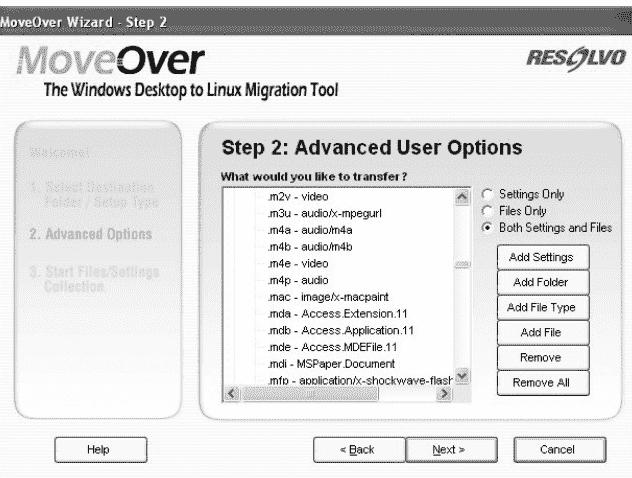 MoveOver Wizard - Step 2
MoveOver
RESOLVO
The Windows Desktop to Linux Migration Tool
Welcome!
1. Select Destination
Folder / Setup Type
2. Advanced Options
3. Start Files/Settings
Collection
Step 2: Advanced User Options
What would you like to transfer?
.m2v - video
.m3u - audio/x-mpegurl
.m4a - audio/m4a
.m4b - audio/m4b
.m4e - video
.m4p - audio
.mac - image/x-macpaint
.mda - Access.Extension.11
.mdb - Access.Application.11
.mde - Access.MDEFile.11
.mdi - MSPaper.Document
.mfp - application/x-shockwave-flash
Settings Only
Files Only
Both Settings and Files
Add Settings
Add Folder
Add File Type
Add File
Remove
Remove All
Help
< Back
Next >
Cancel